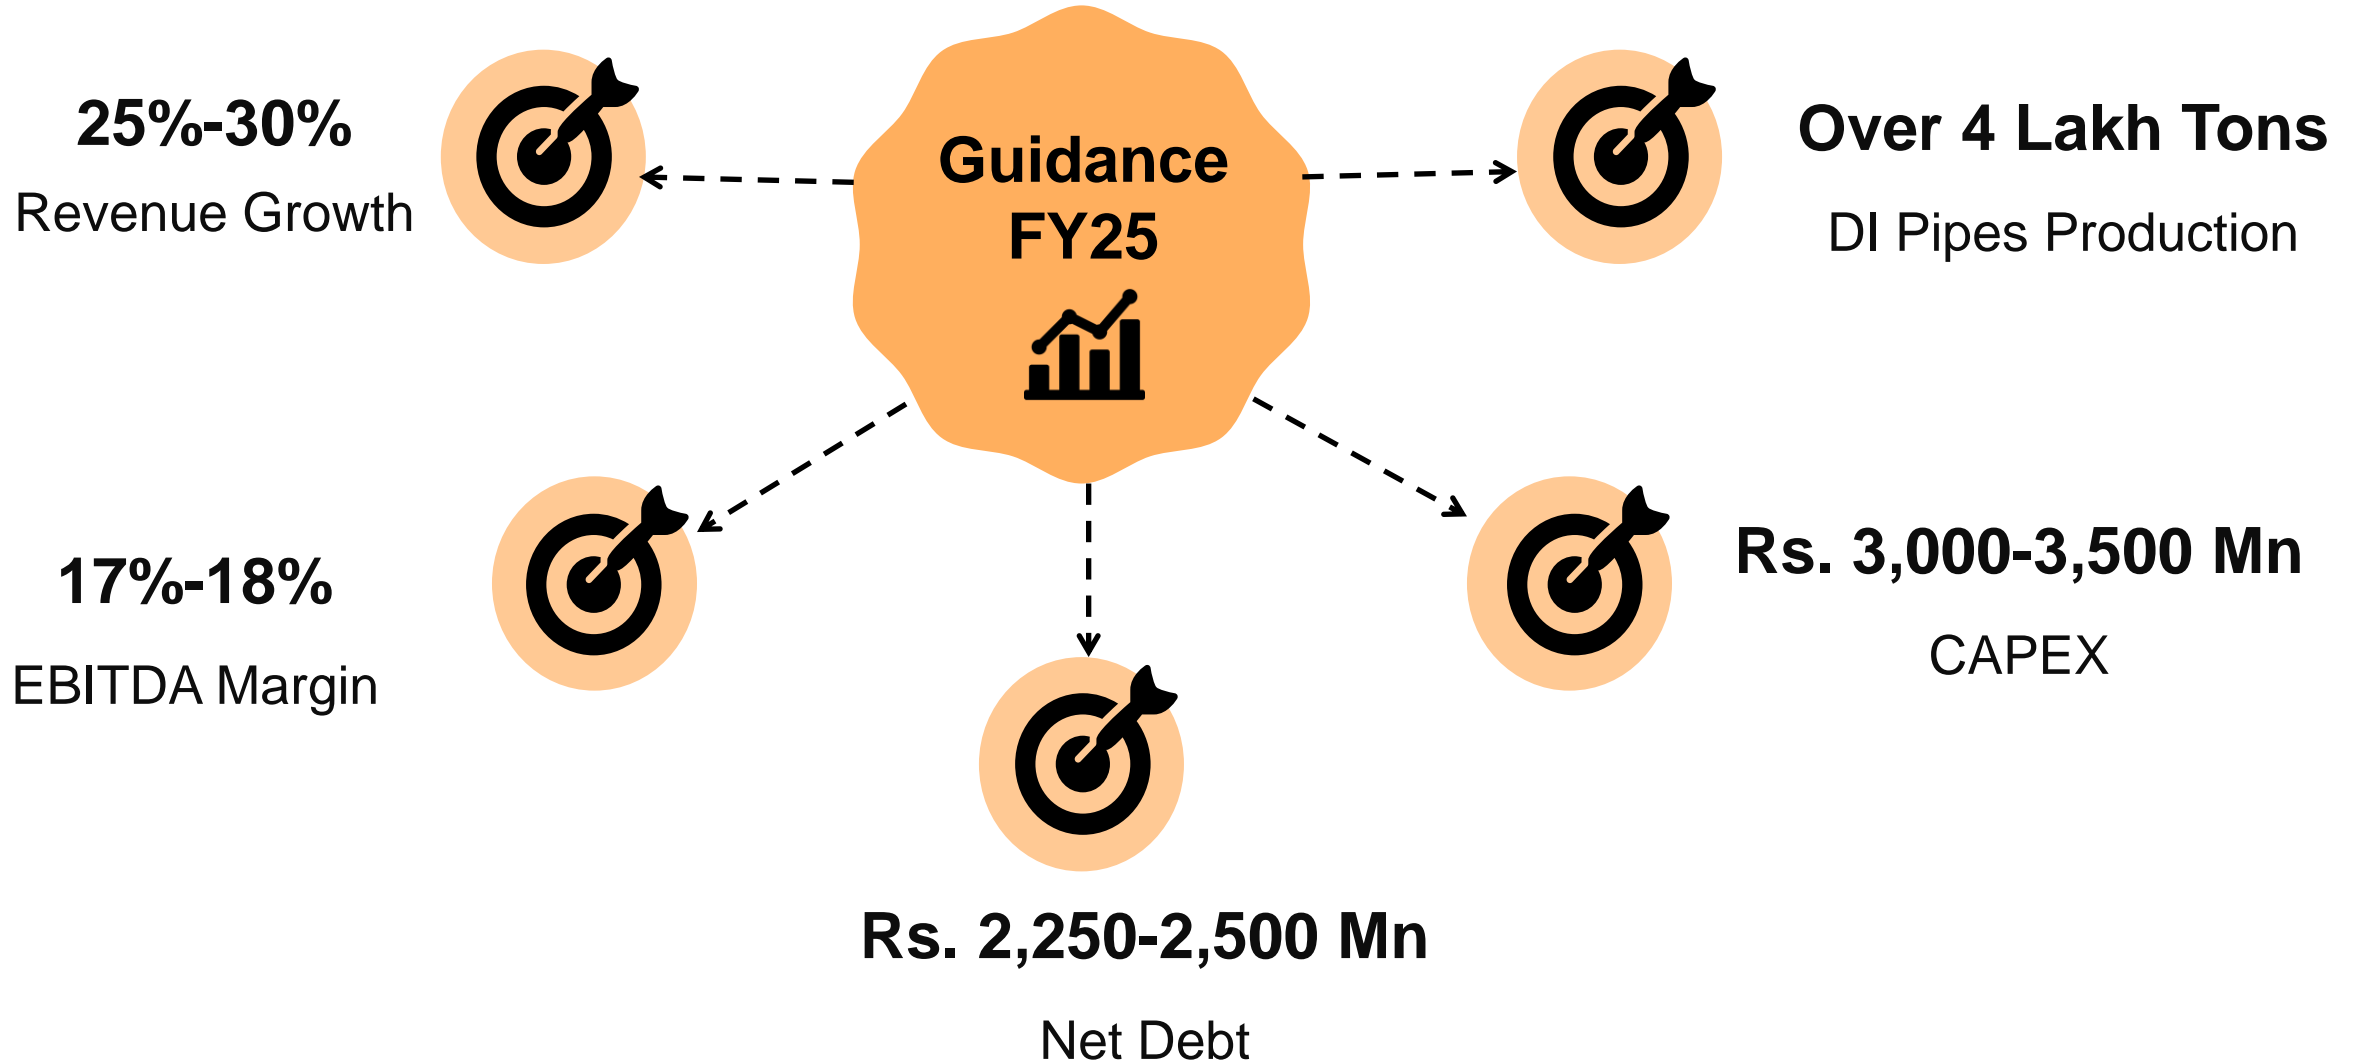 Guidance
FY25
25%-30%
Revenue Growth
Over 4 Lakh Tons
DI Pipes Production
17%-18%
EBITDA Margin
Rs. 3,000-3,500 Mn
CAPEX
Rs. 2,250-2,500 Mn
Net Debt